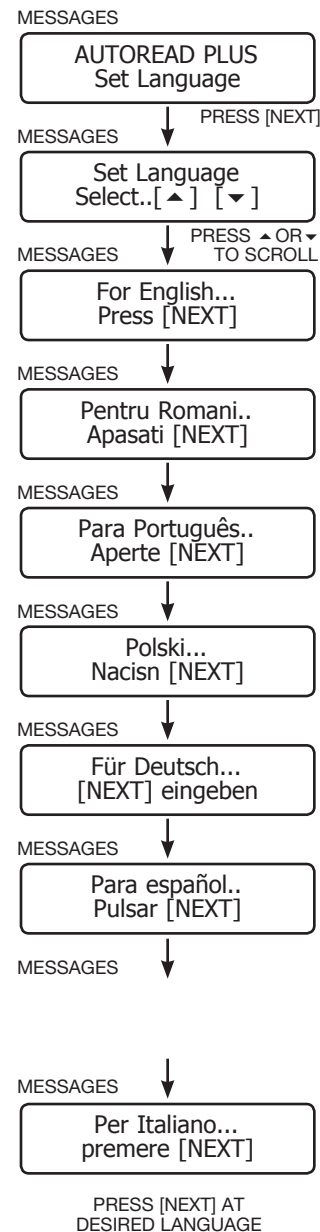 MESSAGES
AUTOREAD PLUS
Set Language
PRESS [NEXT]
MESSAGES
Set Language
Select..[▲] [▼]
PRESS ▲ OR ▼
TO SCROLL
MESSAGES
For English...
Press [NEXT]
MESSAGES
Pentru Romani..
Apasati [NEXT]
MESSAGES
Para Português..
Aperte [NEXT]
MESSAGES
Polski...
Nacisn [NEXT]
MESSAGES
Für Deutsch...
[NEXT] eingeben
MESSAGES
Para español..
Pulsar [NEXT]
MESSAGES
MESSAGES
Per Italiano...
premere [NEXT]
PRESS [NEXT] AT
DESIRED LANGUAGE